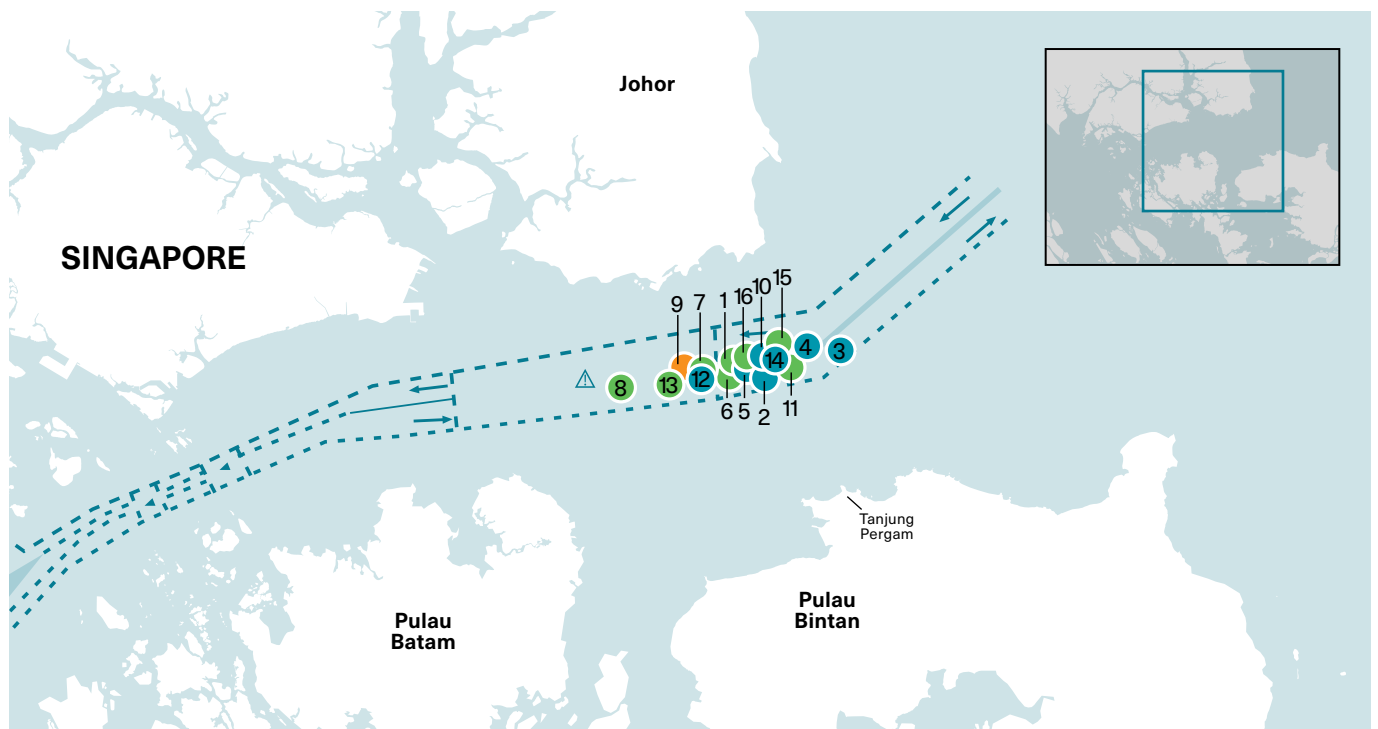 Johor
SINGAPORE
9
7
1
16
10
15
8
13
12
14
4
3
6
5
2
11
Tanjung
Pergam
Pulau
Batam
Pulau
Bintan